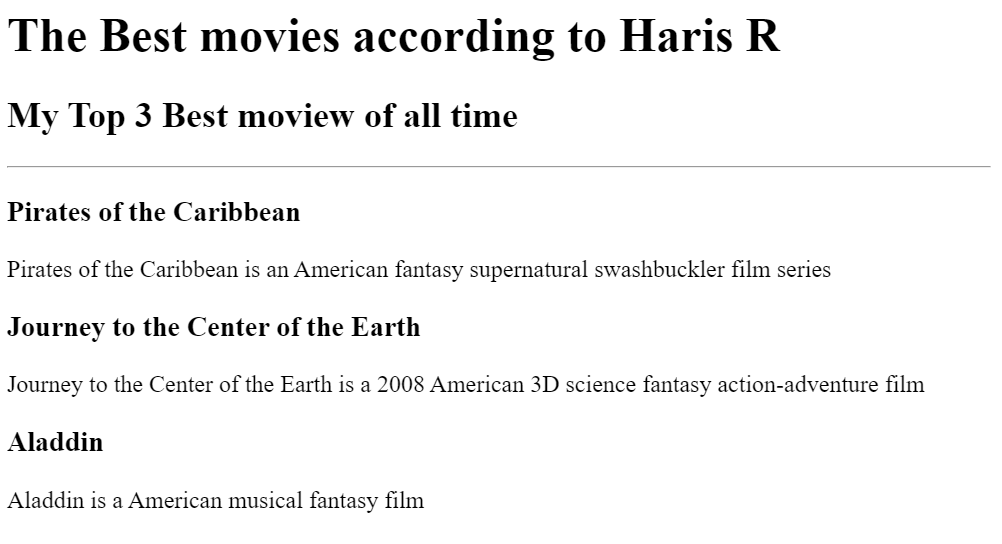 The Best movies according to Haris R
My Top 3 Best moview of all time
Pirates of the Caribbean
Pirates of the Caribbean is an American fantasy supernatural swashbuckler film series
Journey to the Center of the Earth
Journey to the Center of the Earth is a 2008 American 3D science fantasy action-adventure film
Aladdin
Aladdin is a American musical fantasy film